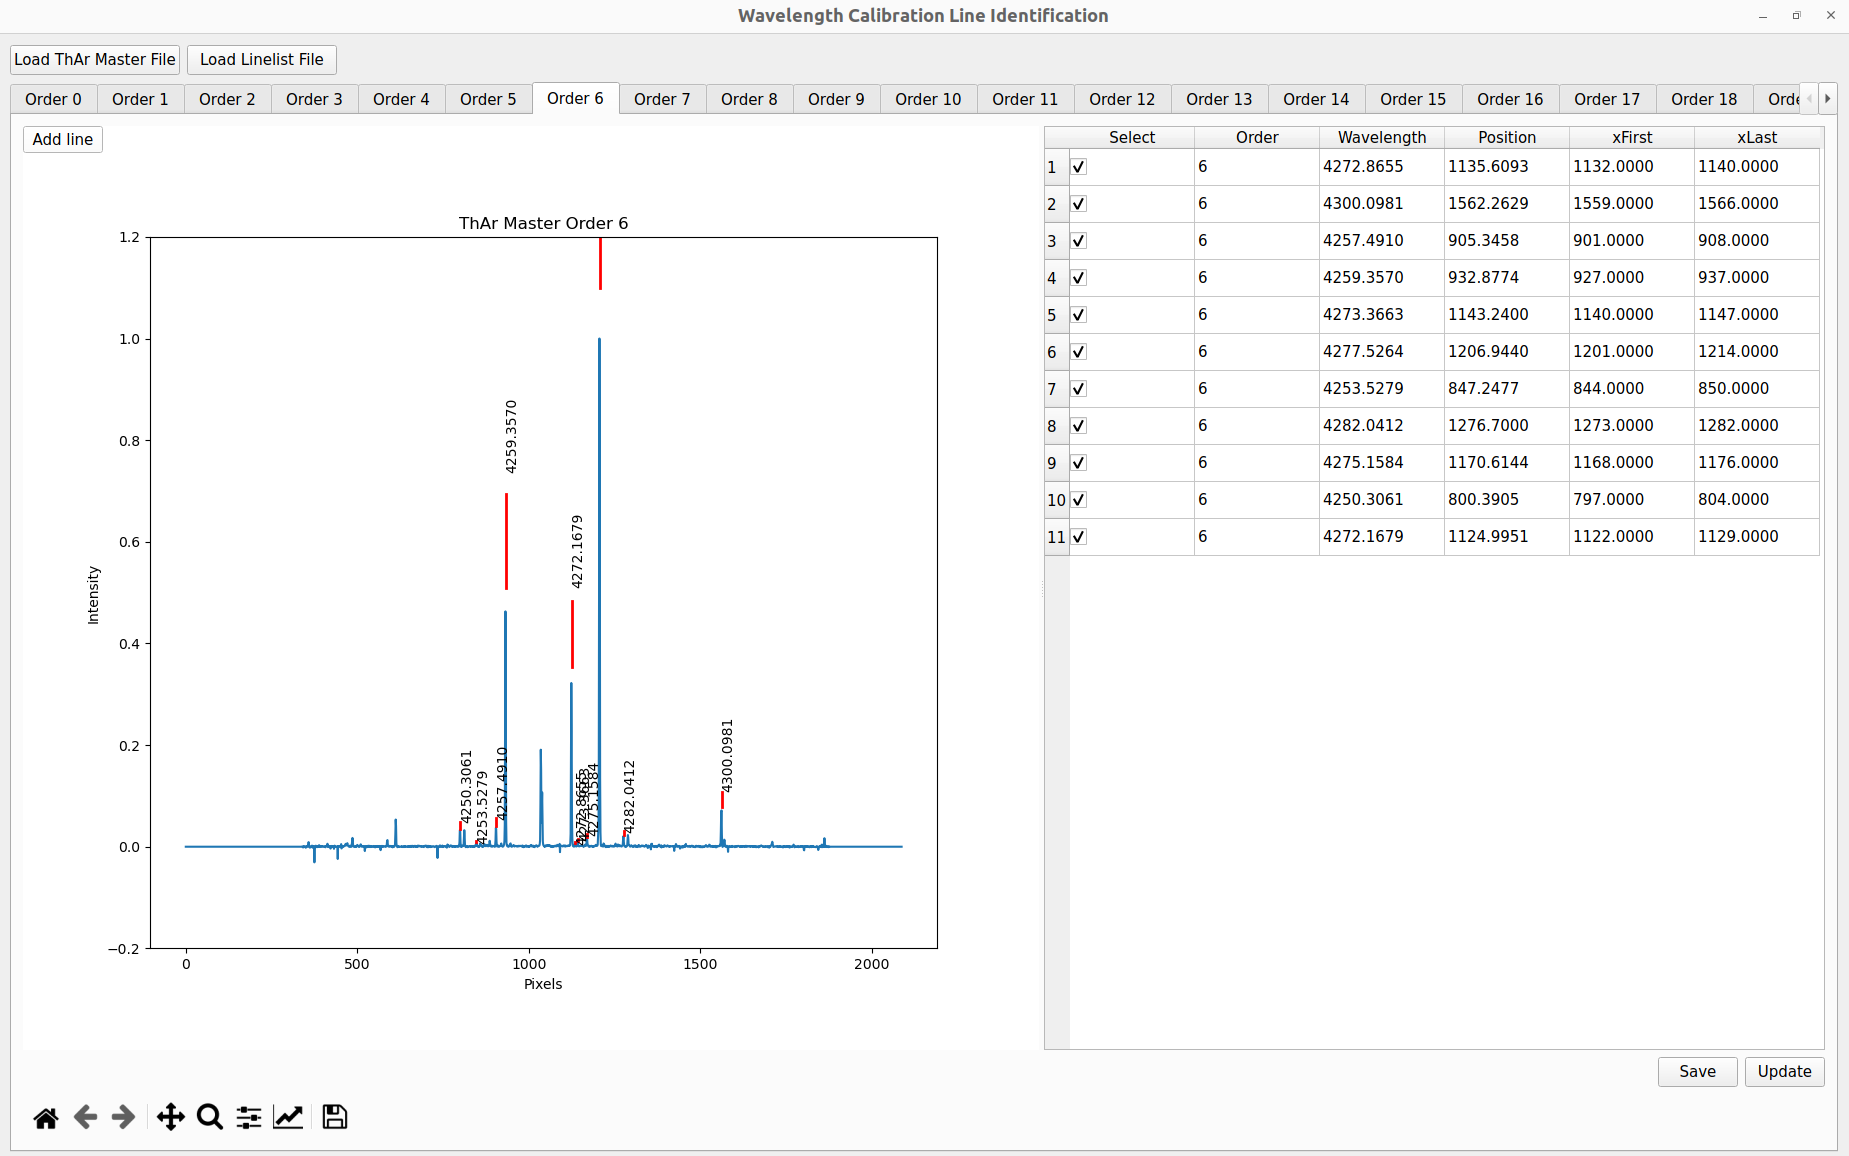 Wavelength Calibration Line Identification
Load ThAr Master File Load Linelist File
Order 0 Order 1 Order 2 Order 3 Order 4 Order 5 Order 6 Order 7 Order 8 Order 9 Order 10 Order 11 Order 12 Order 13 Order 14 Order 15 Order 16 Order 17 Order 18
Add line
ThAr Master Order 6
1.2
1.0
0.8
0.6
0.4
0.2
0.0
−0.2
Intensity
4250.3061
4253.5279
4257.4910
4259.3570
4272.1679
4275.1584
4282.0412
4300.0981
0 500 1000 1500 2000
Pixels
Select Order Wavelength Position xFirst xLast
1 6 4272.8655 1135.6093 1132.0000 1140.0000
2 6 4300.0981 1562.2629 1559.0000 1566.0000
3 6 4257.4910 905.3458 901.0000 908.0000
4 6 4259.3570 932.8774 927.0000 937.0000
5 6 4273.3663 1143.2400 1140.0000 1147.0000
6 6 4277.5264 1206.9440 1201.0000 1214.0000
7 6 4253.5279 847.2477 844.0000 850.0000
8 6 4282.0412 1276.7000 1273.0000 1282.0000
9 6 4275.1584 1170.6144 1168.0000 1176.0000
10 6 4250.3061 800.3905 797.0000 804.0000
11 6 4272.1679 1124.9951 1122.0000 1129.0000
Save Update